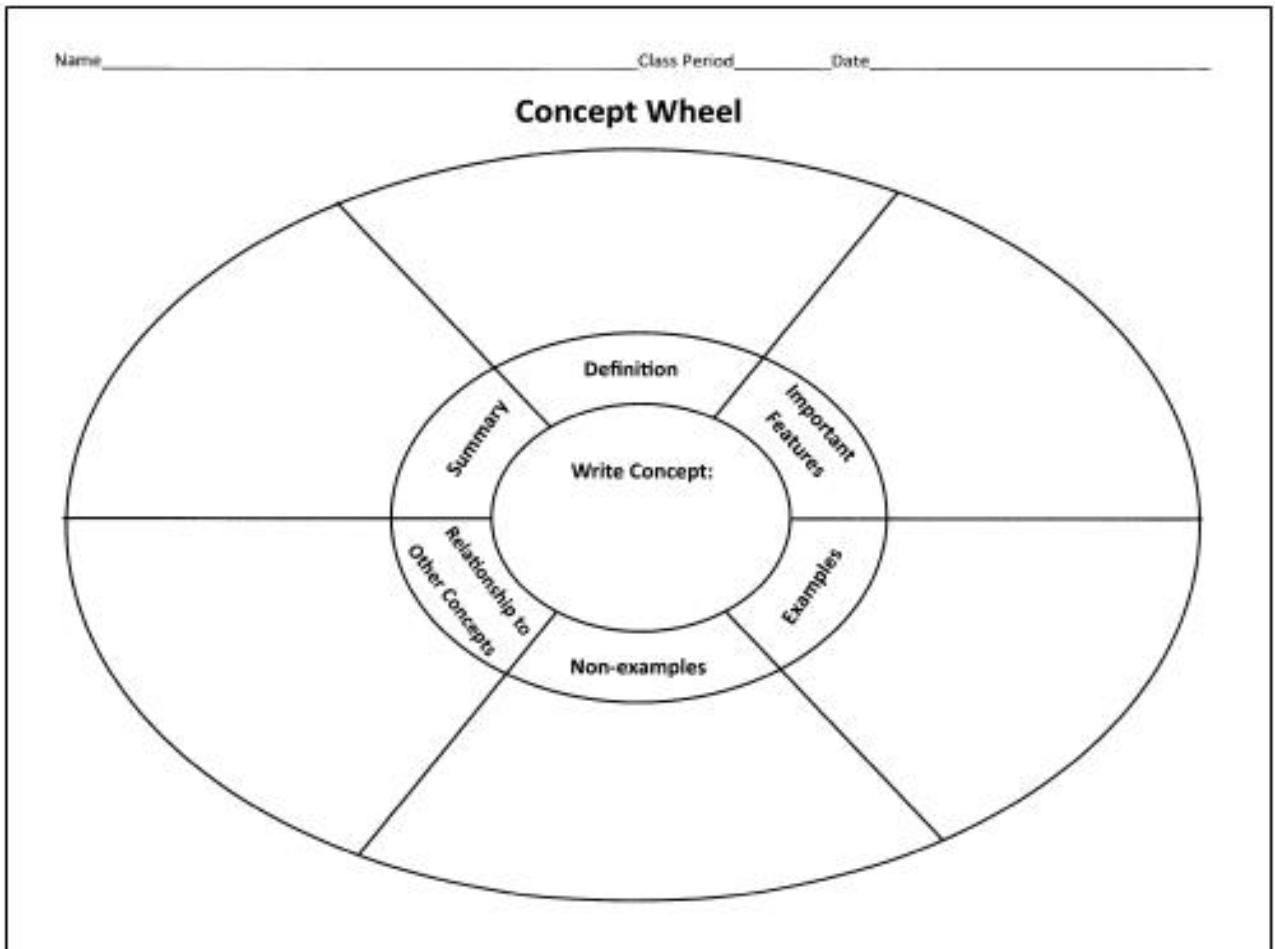 Name Class Period Date
Concept Wheel
Definition
Important
Features
Examples
Non-examples
Relationship to
Other Concepts
Summary
Write Concept: